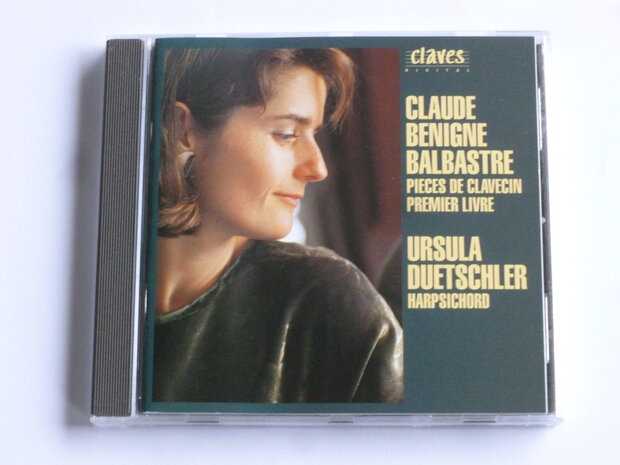 claves
DIGITAL
CLAUDE
BENIGNE
BALBASTRE
PIECES DE CLAVECIN
PREMIER LIVRE
URSULA
DUETSCHLER
HARPSICHORD